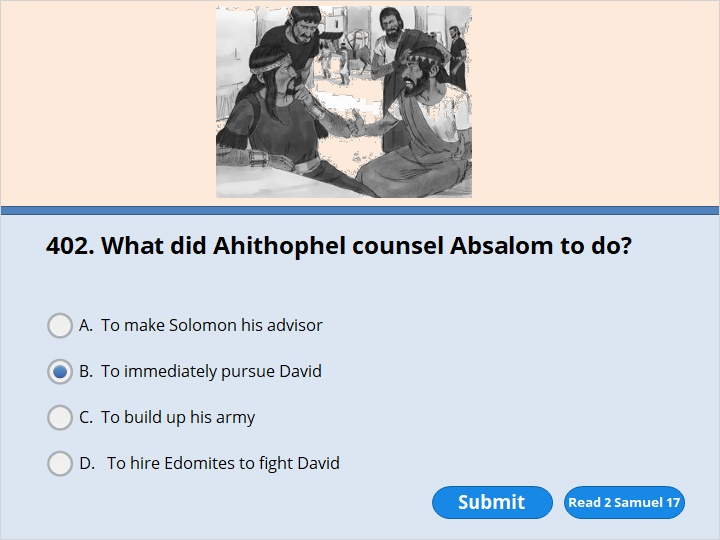 402. What did Ahithophel counsel Absalom to do?
A. To make Solomon his advisor
B. To immediately pursue David
C. To build up his army
D. To hire Edomites to fight David
Submit
Read 2 Samuel 17